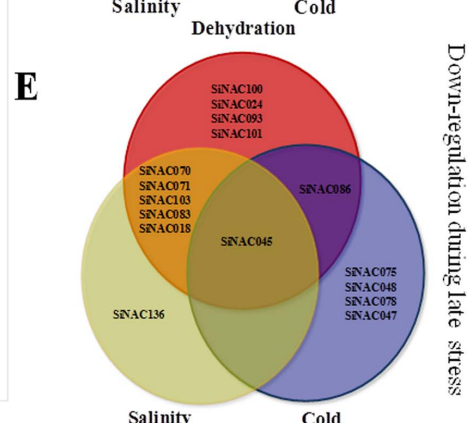 Salinity Cold
Dehydration
E
SiNAC100
SiNAC024
SiNAC093
SiNAC101
SiNAC070
SiNAC071
SiNAC103
SiNAC083
SiNAC018
SiNAC086
SiNAC045
SiNAC075
SiNAC048
SiNAC078
SiNAC047
SiNAC136
Salinity Cold
Down-regulation during late stress